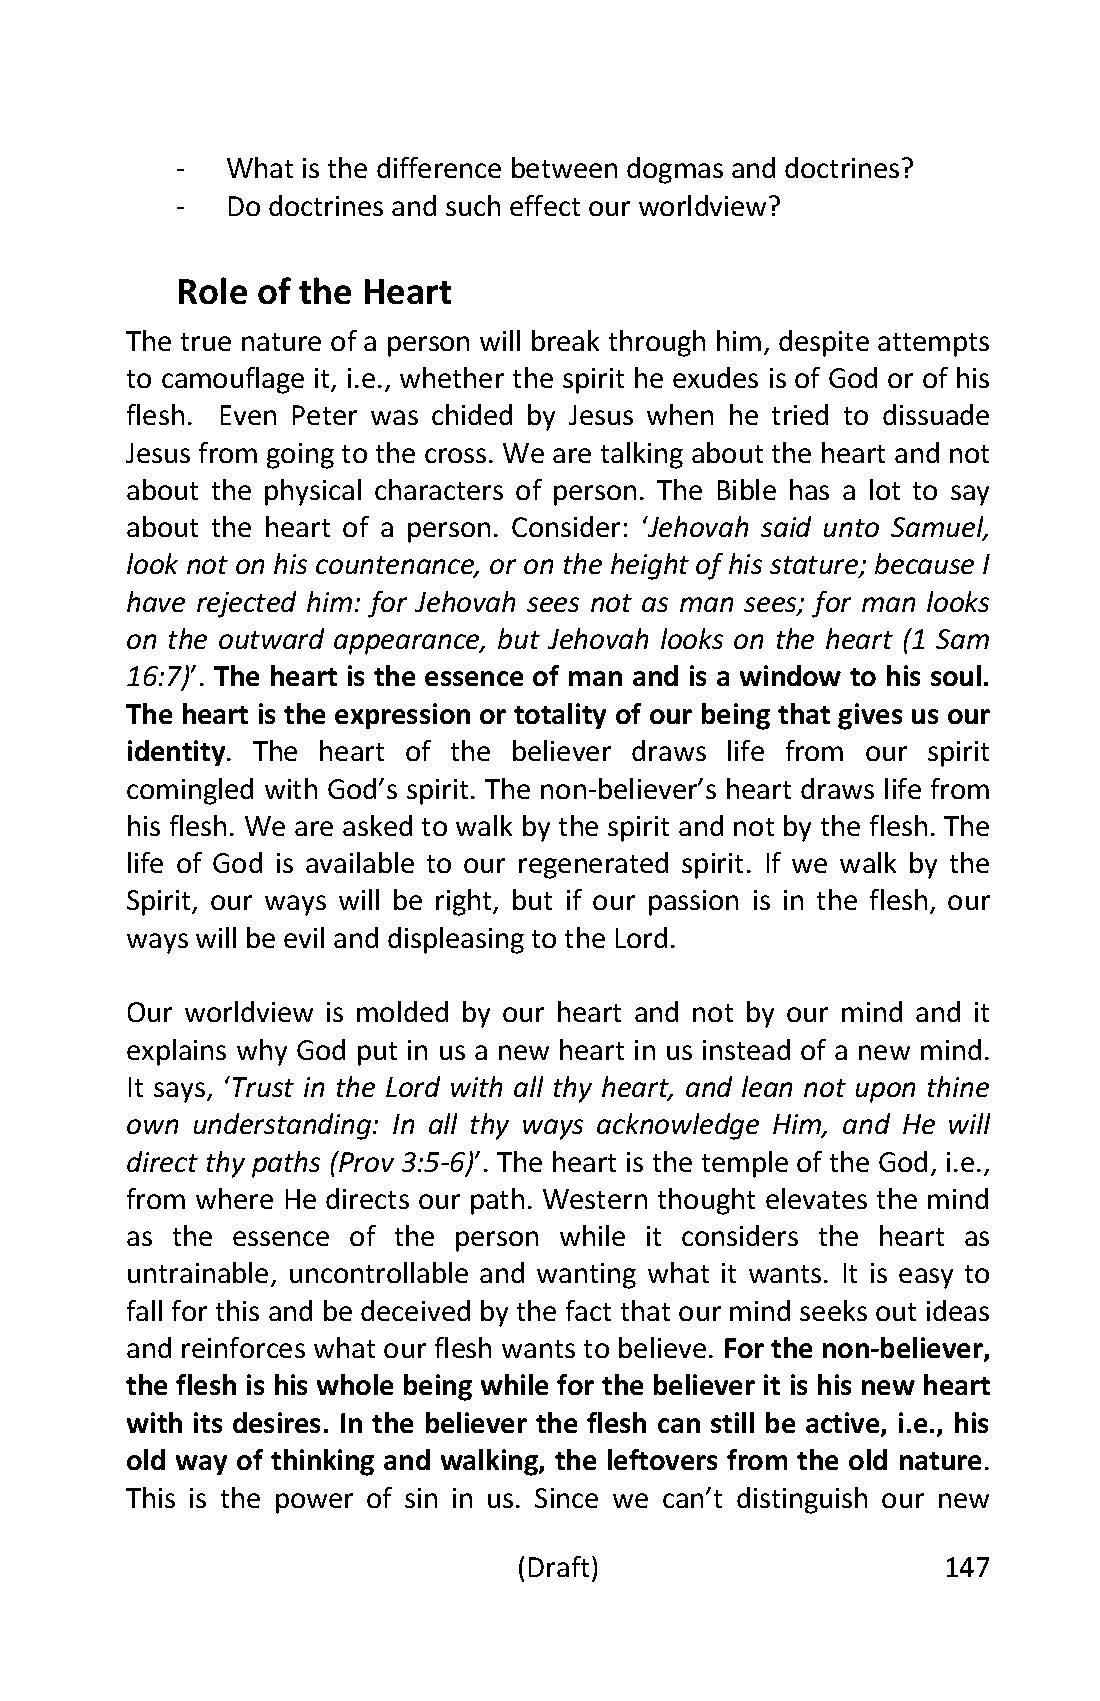 - What is the difference between dogmas and doctrines?
- Do doctrines and such effect our worldview?
Role of the Heart
The true nature of a person will break through him, despite attempts
to camouflage it, i.e., whether the spirit he exudes is of God or of his
flesh. Even Peter was chided by Jesus when he tried to dissuade
Jesus from going to the cross. We are talking about the heart and not
about the physical characters of person. The Bible has a lot to say
about the heart of a person. Consider: ‘Jehovah said unto Samuel,
look not on his countenance, or on the height of his stature; because I
have rejected him: for Jehovah sees not as man sees; for man looks
on the outward appearance, but Jehovah looks on the heart (1 Sam
16:7)’. The heart is the essence of man and is a window to his soul.
The heart is the expression or totality of our being that gives us our
identity. The heart of the believer draws life from our spirit
comingled with God’s spirit. The non-believer’s heart draws life from
his flesh. We are asked to walk by the spirit and not by the flesh. The
life of God is available to our regenerated spirit. If we walk by the
Spirit, our ways will be right, but if our passion is in the flesh, our
ways will be evil and displeasing to the Lord.
Our worldview is molded by our heart and not by our mind and it
explains why God put in us a new heart in us instead of a new mind.
It says, ‘Trust in the Lord with all thy heart, and lean not upon thine
own understanding: In all thy ways acknowledge Him, and He will
direct thy paths (Prov 3:5-6)’. The heart is the temple of the God, i.e.,
from where He directs our path. Western thought elevates the mind
as the essence of the person while it considers the heart as
untrainable, uncontrollable and wanting what it wants. It is easy to
fall for this and be deceived by the fact that our mind seeks out ideas
and reinforces what our flesh wants to believe. For the non-believer,
the flesh is his whole being while for the believer it is his new heart
with its desires. In the believer the flesh can still be active, i.e., his
old way of thinking and walking, the leftovers from the old nature.
This is the power of sin in us. Since we can’t distinguish our new
(Draft) 147